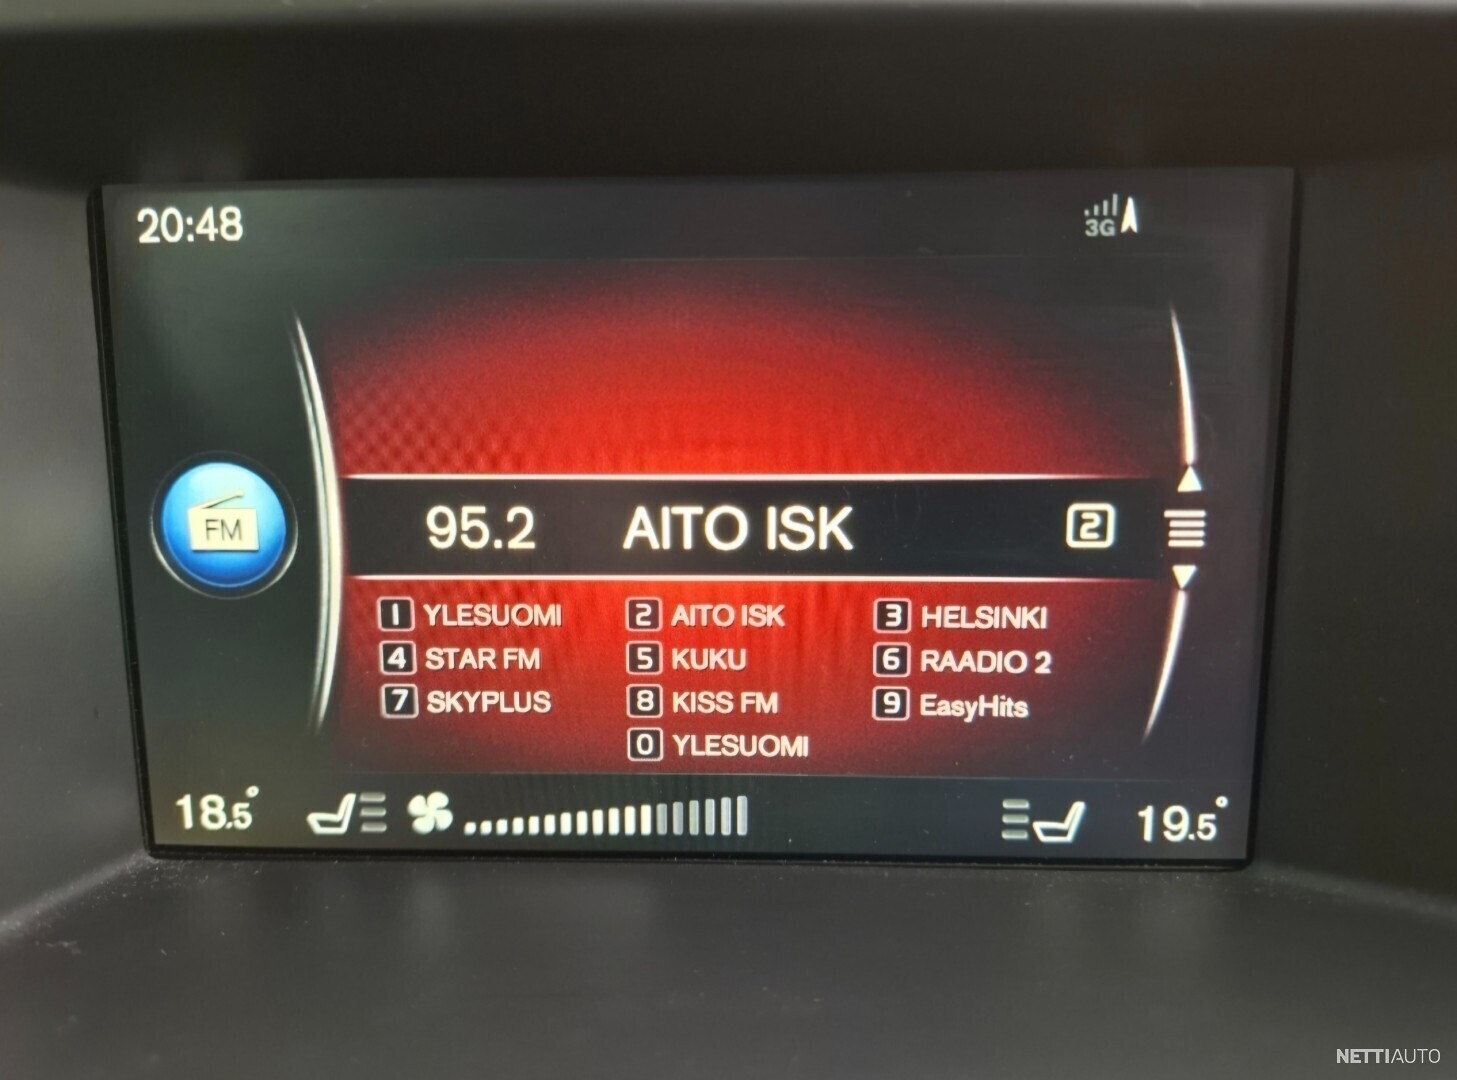 20:48
3G
FM
95.2 AITO ISK 2
1 YLESUOMI 2 AITO ISK 3 HELSINKI
4 STAR FM 5 KUKU 6 RAADIO 2
7 SKYPLUS 8 KISS FM 9 EasyHits
0 YLESUOMI
18.5° 19.5°
NETTIAUTO